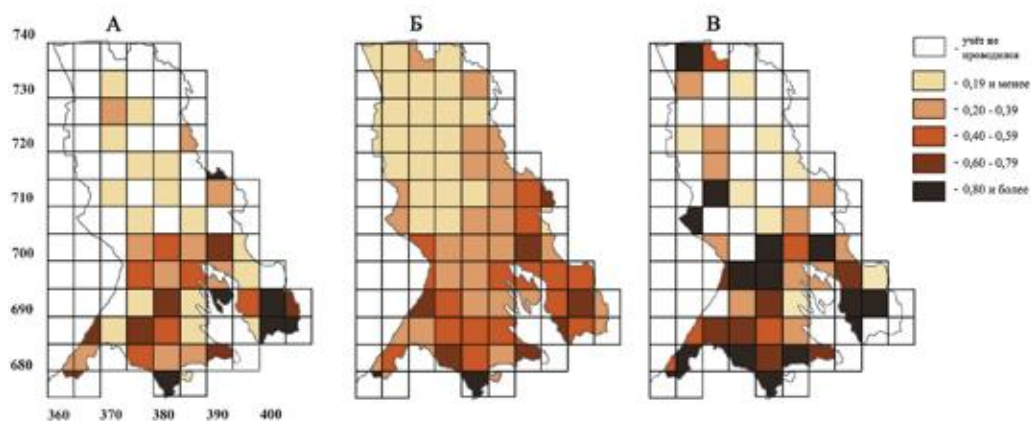 А Б В
740
730
720
710
700
690
680
360 370 380 390 400
- учёт не
проводился
- 0,19 и менее
- 0,20 - 0,39
- 0,40 - 0,59
- 0,60 - 0,79
- 0,80 и более